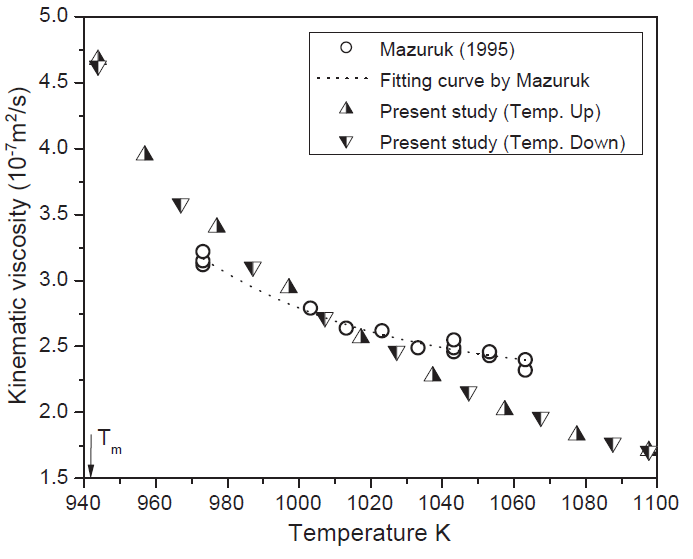 5.0
4.5
4.0
3.5
3.0
2.5
2.0
1.5
Kinematic viscosity (10⁻⁷m²/s)
Mazuruk (1995)
Fitting curve by Mazuruk
Present study (Temp. Up)
Present study (Temp. Down)
Tₘ
940 960 980 1000 1020 1040 1060 1080 1100
Temperature K